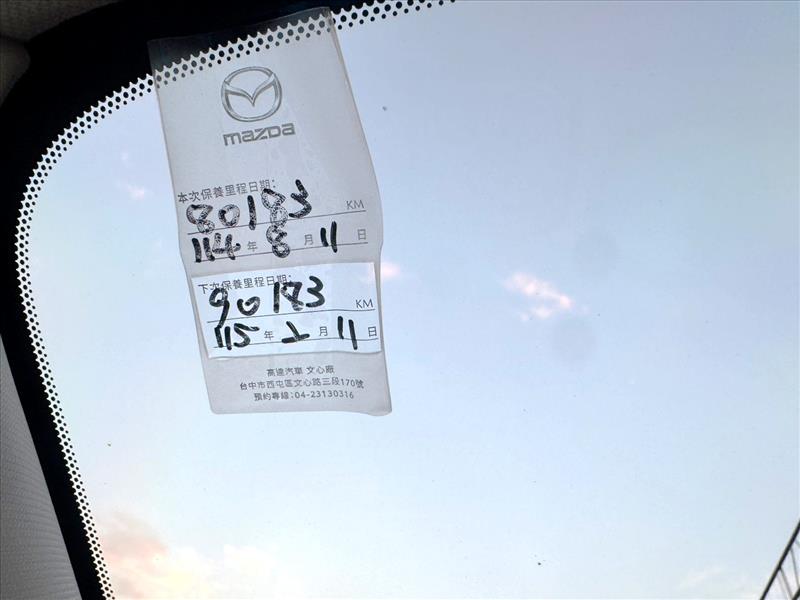 mazda
本次保養里程日期:
80183 KM
114 年 8 月 11 日
下次保養里程日期:
90183 KM
115 年 2 月 11 日
高達汽車 文心廠
台中市西屯區文心路三段170號
預約專線:04-23130316